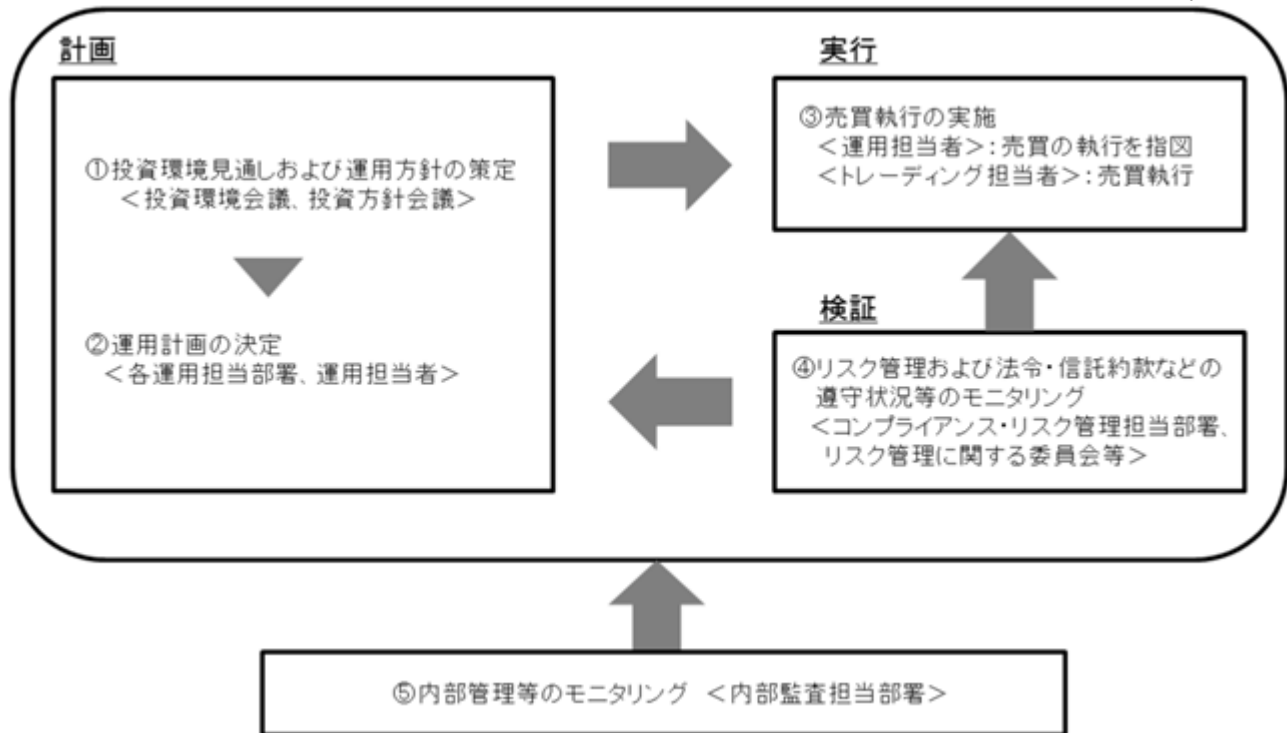 計画
①投資環境見通しおよび運用方針の策定
＜投資環境会議、投資方針会議＞
②運用計画の決定
＜各運用担当部署、運用担当者＞
実行
③売買執行の実施
＜運用担当者＞：売買の執行を指図
＜トレーディング担当者＞：売買執行
検証
④リスク管理および法令・信託約款などの
遵守状況等のモニタリング
＜コンプライアンス・リスク管理担当部署、
リスク管理に関する委員会等＞
⑤内部管理等のモニタリング ＜内部監査担当部署＞